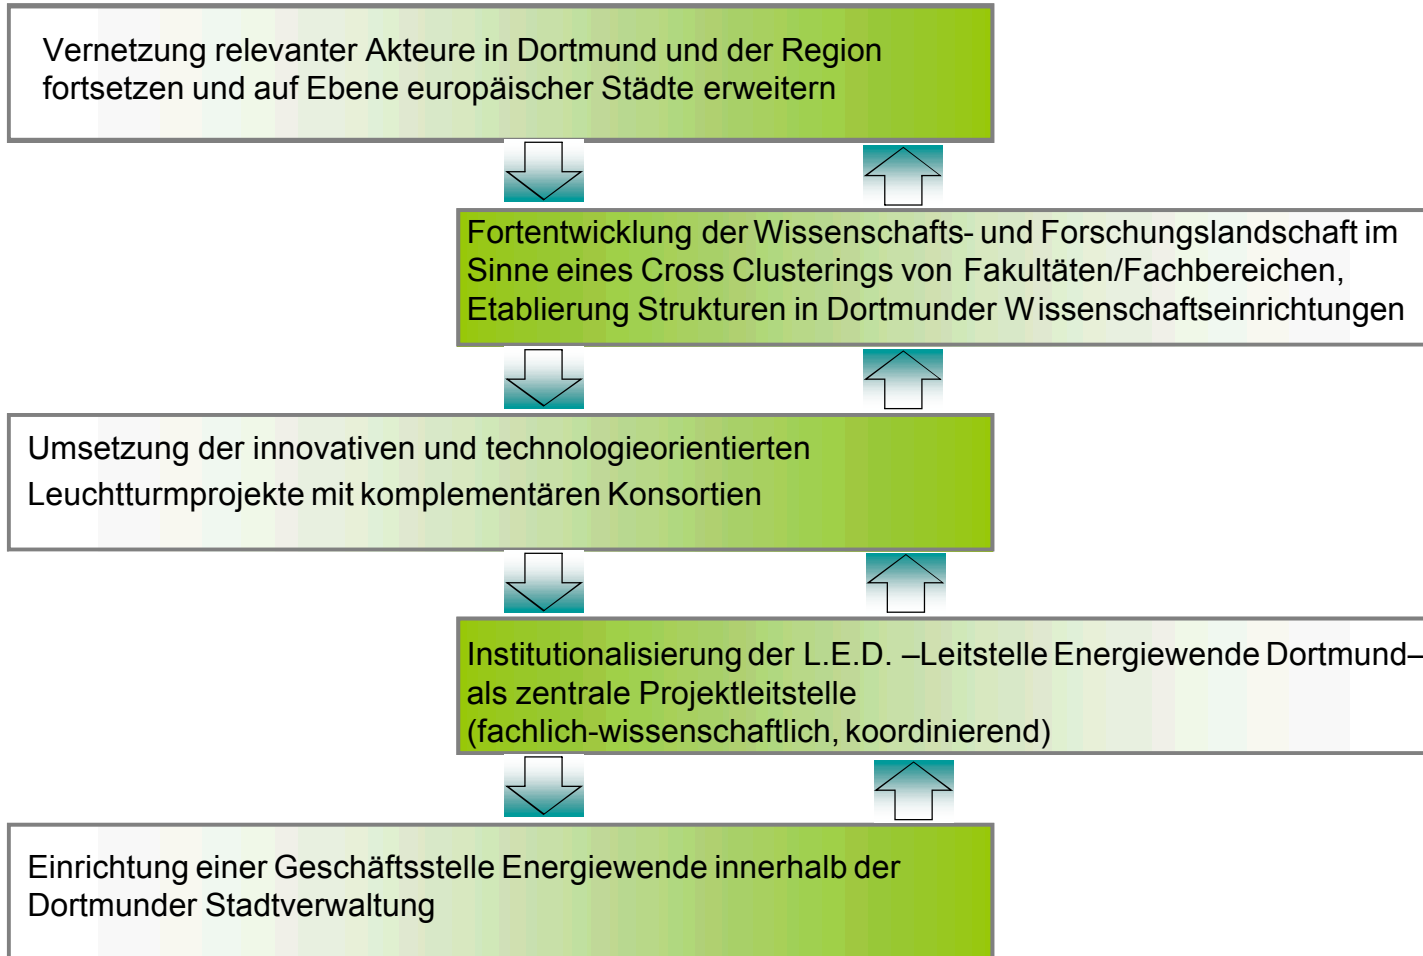 Vernetzung relevanter Akteure in Dortmund und der Region
fortsetzen und auf Ebene europäischer Städte erweitern
Fortentwicklung der Wissenschafts- und Forschungslandschaft im
Sinne eines Cross Clusterings von Fakultäten/Fachbereichen,
Etablierung Strukturen in Dortmunder Wissenschaftseinrichtungen
Umsetzung der innovativen und technologieorientierten
Leuchtturmprojekte mit komplementären Konsortien
Institutionalisierung der L.E.D. –Leitstelle Energiewende Dortmund–
als zentrale Projektleitstelle
(fachlich-wissenschaftlich, koordinierend)
Einrichtung einer Geschäftsstelle Energiewende innerhalb der
Dortmunder Stadtverwaltung